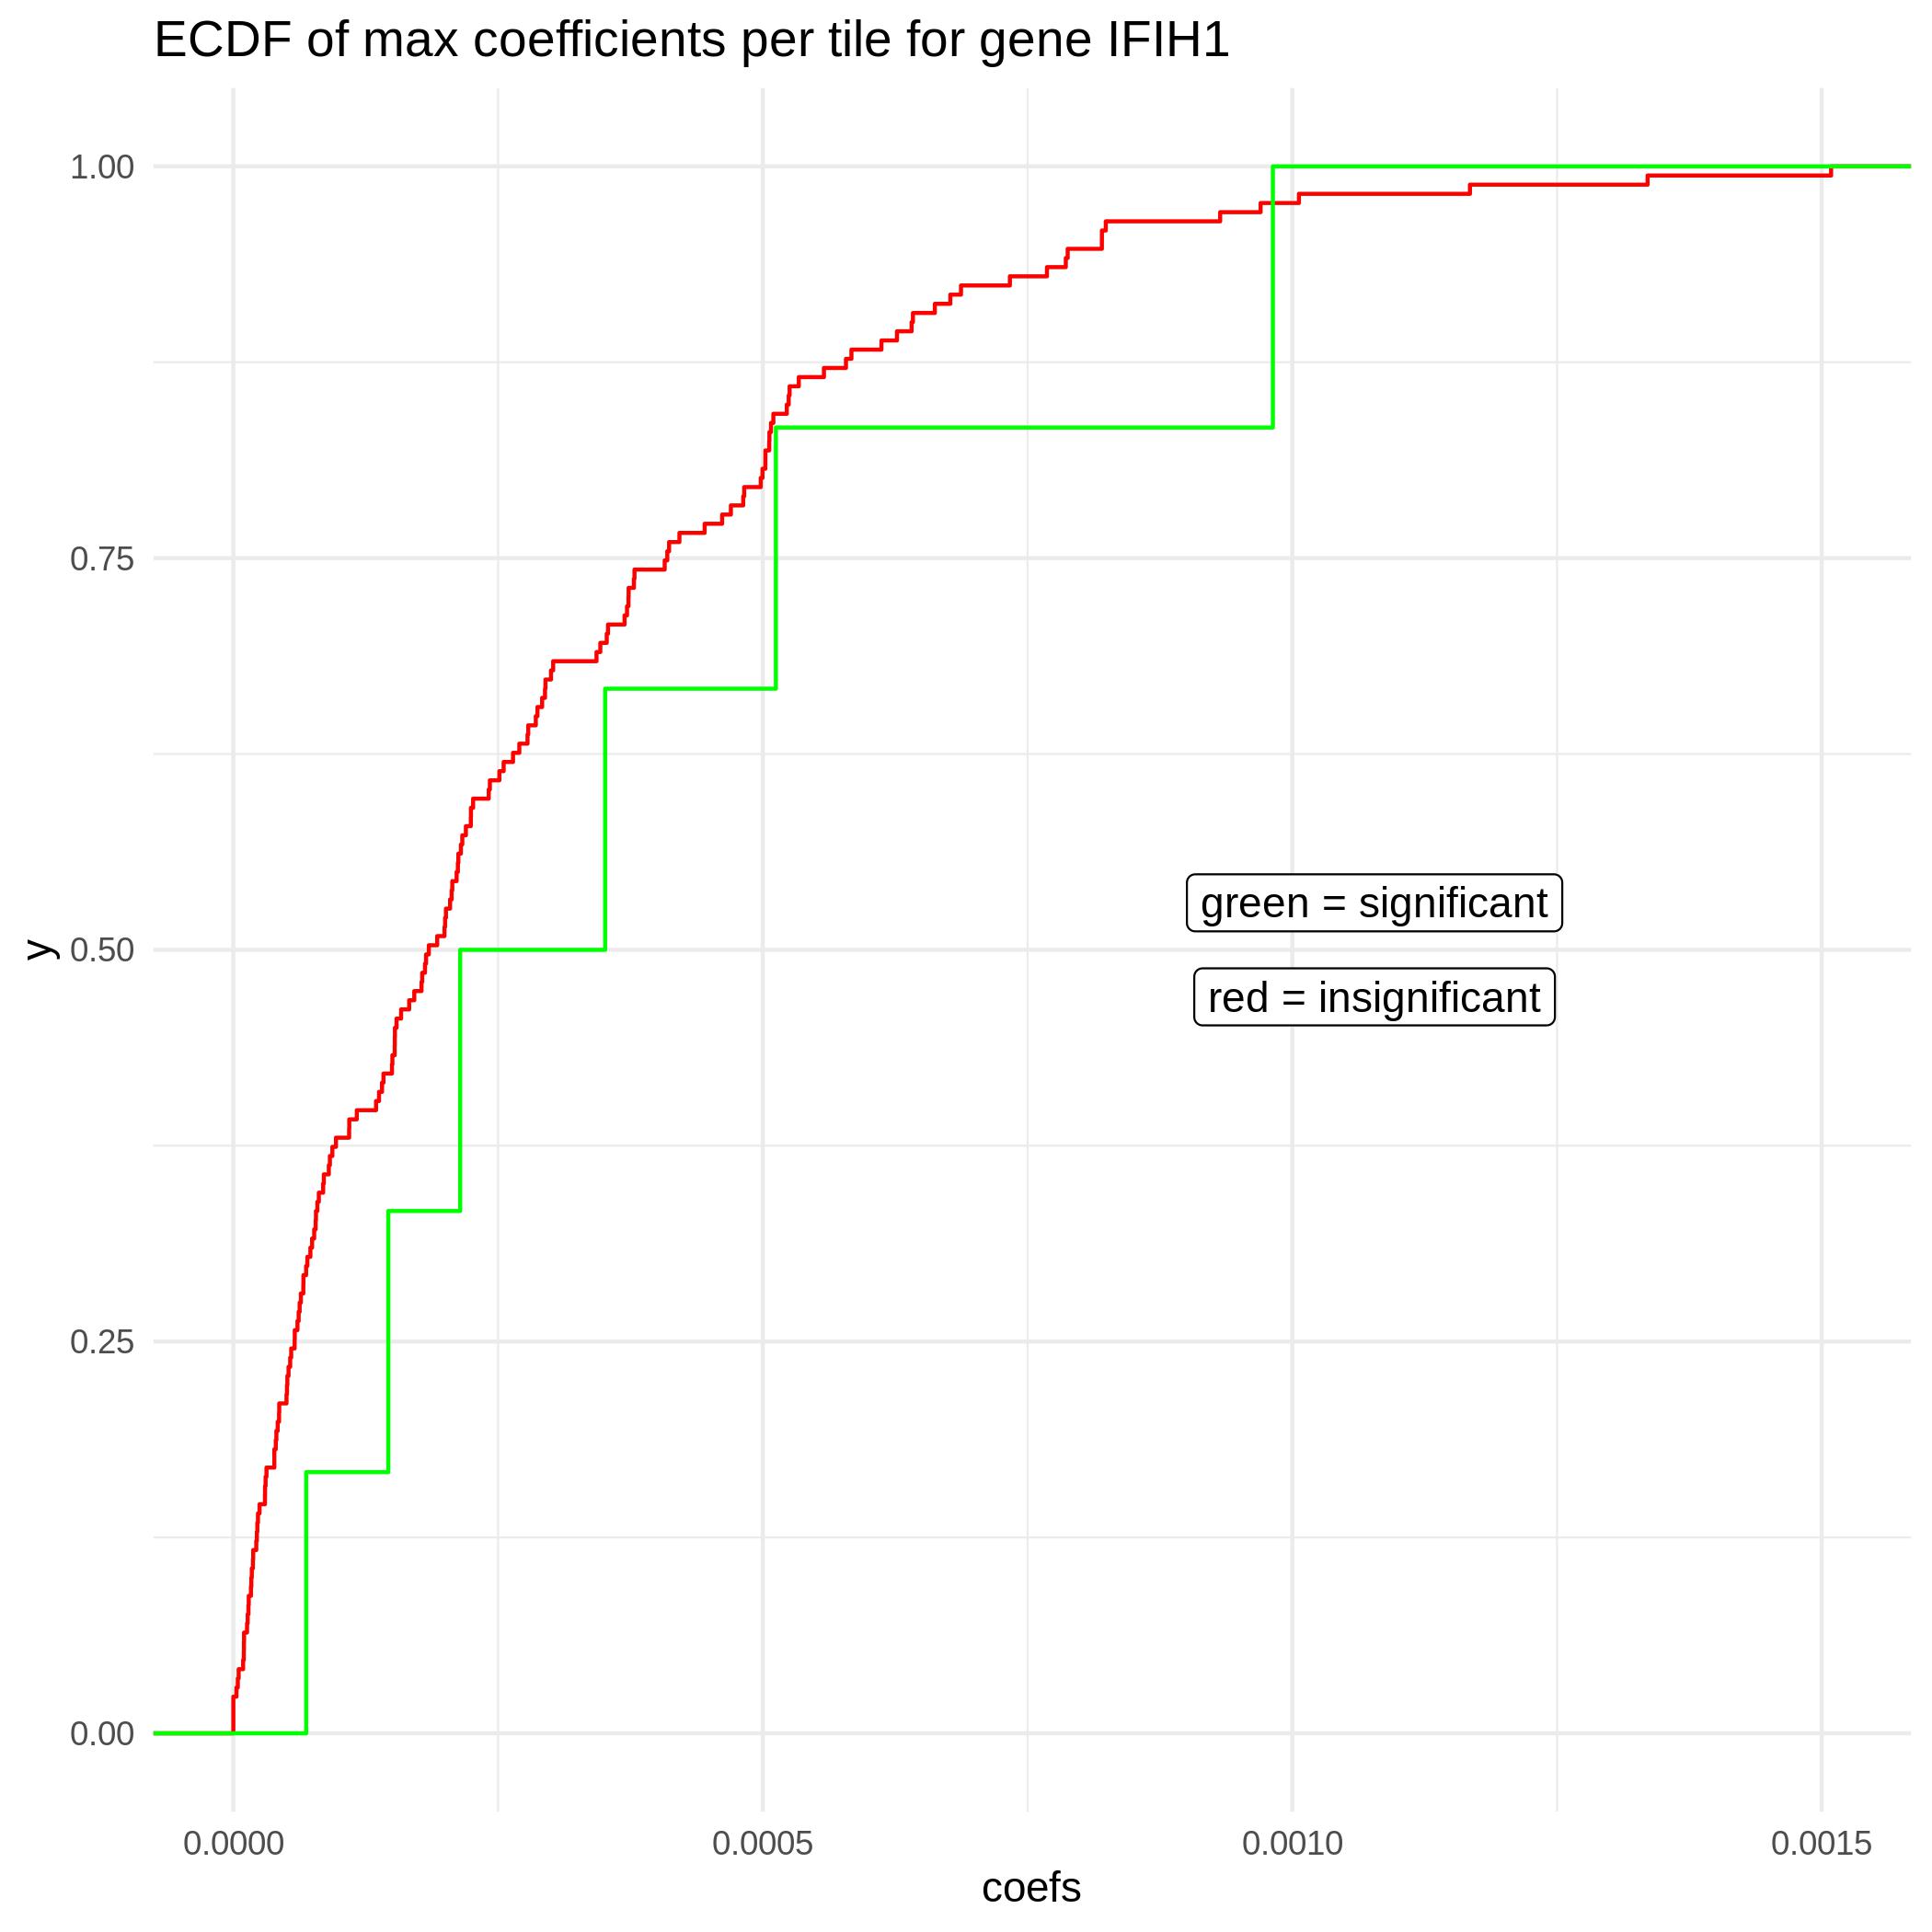 ECDF of max coefficients per tile for gene IFIH1
1.00
0.75
0.50
0.25
0.00
y
green = significant
red = insignificant
0.0000
0.0005
0.0010
0.0015
coefs